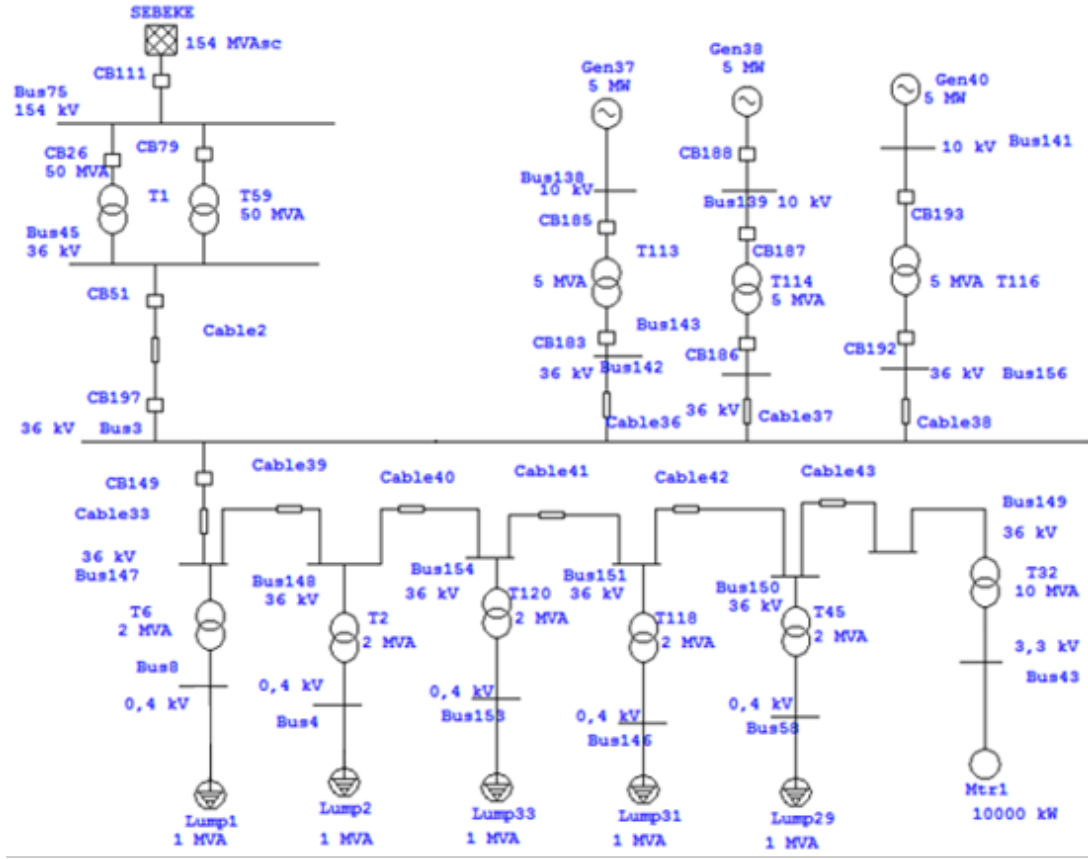 SEBEKE
154 MVAsc
CB111
Bus75
154 kV
CB26
50 MVA
CB79
T1
T59
50 MVA
Bus45
36 kV
CB51
Cable2
CB197
36 kV Bus3
Gen37
5 MW
Bus138
10 kV
CB185
T113
5 MVA
CB183
Bus143
36 kV
Bus142
Cable36
Gen38
5 MW
CB188
Bus139 10 kV
CB187
T114
5 MVA
CB186
36 kV
Cable37
Gen40
5 MW
10 kV Bus141
CB193
5 MVA T116
CB192
36 kV Bus156
Cable38
CB149
Cable33
36 kV
Bus147
Cable39
Cable40
Cable41
Cable42
Cable43
Bus148
36 kV
Bus154
36 kV
Bus151
36 kV
Bus150
36 kV
Bus149
36 kV
T6
2 MVA
T2
2 MVA
T120
2 MVA
T118
2 MVA
T45
2 MVA
T32
10 MVA
Bus8
0,4 kV
0,4 kV
Bus4
0,4 kV
Bus153
0,4 kV
Bus146
0,4 kV
Bus58
3,3 kV
Bus43
Lump1
1 MVA
Lump2
1 MVA
Lump33
1 MVA
Lump31
1 MVA
Lump29
1 MVA
Mtr1
10000 kW